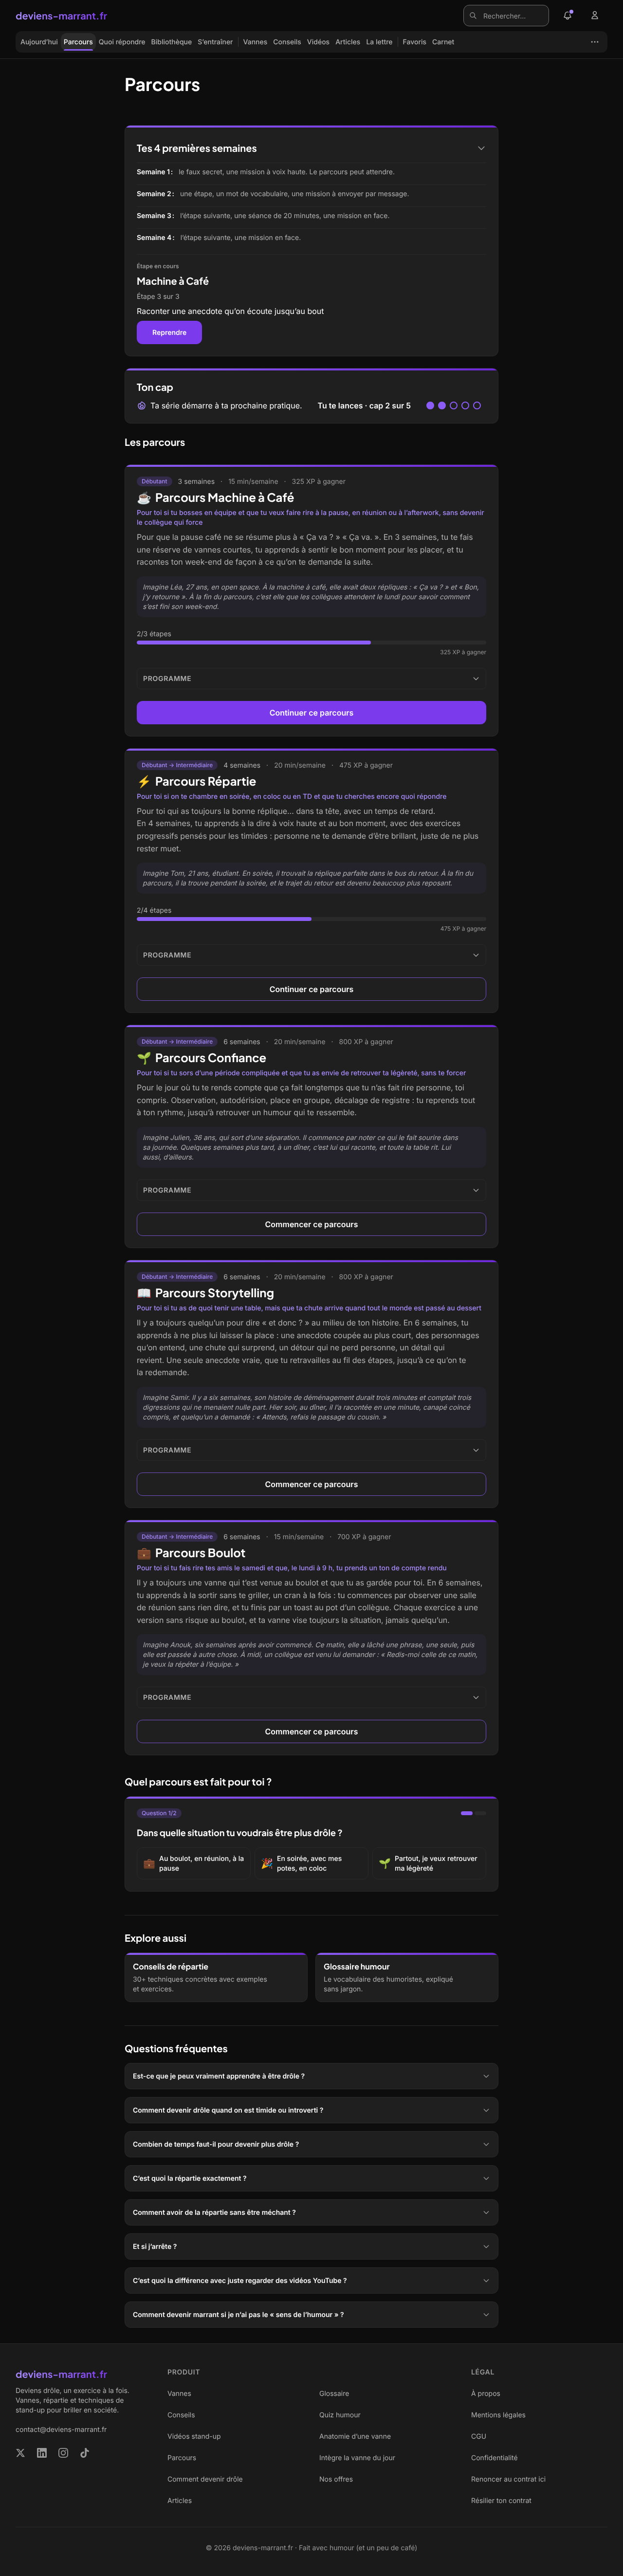 deviens-marrant.fr
Rechercher...
Aujourd'hui Parcours Quoi répondre Bibliothèque S'entraîner Vannes Conseils Vidéos Articles La lettre Favoris Carnet
Parcours
Tes 4 premières semaines
Semaine 1 : le faux secret, une mission à voix haute. Le parcours peut attendre.
Semaine 2 : une étape, un mot de vocabulaire, une mission à envoyer par message.
Semaine 3 : l'étape suivante, une séance de 20 minutes, une mission en face.
Semaine 4 : l'étape suivante, une mission en face.
Étape en cours
Machine à Café
Étape 3 sur 3
Raconter une anecdote qu'on écoute jusqu'au bout
Reprendre
Ton cap
Ta série démarre à ta prochaine pratique. Tu te lances · cap 2 sur 5
Les parcours
Débutant 3 semaines · 15 min/semaine · 325 XP à gagner
☕ Parcours Machine à Café
Pour toi si tu bosses en équipe et que tu veux faire rire à la pause, en réunion ou à l'afterwork, sans devenir
le collègue qui force
Pour que la pause café ne se résume plus à « Ça va ? » « Ça va. ». En 3 semaines, tu te fais
une réserve de vannes courtes, tu apprends à sentir le bon moment pour les placer, et tu
racontes ton week-end de façon à ce qu'on te demande la suite.
Imagine Léa, 27 ans, en open space. À la machine à café, elle avait deux répliques : « Ça va ? » et « Bon,
j'y retourne ». À la fin du parcours, c'est elle que les collègues attendent le lundi pour savoir comment
s'est fini son week-end.
2/3 étapes
325 XP à gagner
PROGRAMME
Continuer ce parcours
Débutant → Intermédiaire 4 semaines · 20 min/semaine · 475 XP à gagner
⚡ Parcours Répartie
Pour toi si on te chambre en soirée, en coloc ou en TD et que tu cherches encore quoi répondre
Pour toi qui as toujours la bonne réplique… dans ta tête, avec un temps de retard.
En 4 semaines, tu apprends à la dire à voix haute et au bon moment, avec des exercices
progressifs pensés pour les timides : personne ne te demande d'être brillant, juste de ne plus
rester muet.
Imagine Tom, 21 ans, étudiant. En soirée, il trouvait la réplique parfaite dans le bus du retour. À la fin du
parcours, il la trouve pendant la soirée, et le trajet du retour est devenu beaucoup plus reposant.
2/4 étapes
475 XP à gagner
PROGRAMME
Continuer ce parcours
Débutant → Intermédiaire 6 semaines · 20 min/semaine · 800 XP à gagner
🌱 Parcours Confiance
Pour toi si tu sors d'une période compliquée et que tu as envie de retrouver ta légèreté, sans te forcer
Pour le jour où tu te rends compte que ça fait longtemps que tu n'as fait rire personne, toi
compris. Observation, autodérision, place en groupe, décalage de registre : tu reprends tout
à ton rythme, jusqu'à retrouver un humour qui te ressemble.
Imagine Julien, 36 ans, qui sort d'une séparation. Il commence par noter ce qui le fait sourire dans
sa journée. Quelques semaines plus tard, à un dîner, c'est lui qui raconte, et toute la table rit. Lui
aussi, d'ailleurs.
PROGRAMME
Commencer ce parcours
Débutant → Intermédiaire 6 semaines · 20 min/semaine · 800 XP à gagner
📖 Parcours Storytelling
Pour toi si tu as de quoi tenir une table, mais que ta chute arrive quand tout le monde est passé au dessert
Il y a toujours quelqu'un pour dire « et donc ? » au milieu de ton histoire. En 6 semaines, tu
apprends à ne plus lui laisser la place : une anecdote coupée au plus court, des personnages
qu'on entend, une chute qui surprend, un détour qui ne perd personne, un détail qui
revient. Une seule anecdote vraie, que tu retravailles au fil des étapes, jusqu'à ce qu'on te
la redemande.
Imagine Samir. Il y a six semaines, son histoire de déménagement durait trois minutes et comptait trois
digressions qui ne menaient nulle part. Hier soir, au dîner, il l'a racontée en une minute, canapé coincé
compris, et quelqu'un a demandé : « Attends, refais le passage du cousin. »
PROGRAMME
Commencer ce parcours
Débutant → Intermédiaire 6 semaines · 15 min/semaine · 700 XP à gagner
💼 Parcours Boulot
Pour toi si tu fais rire tes amis le samedi et que, le lundi à 9 h, tu prends un ton de compte rendu
Il y a toujours une vanne qui t'est venue au boulot et que tu as gardée pour toi. En 6 semaines,
tu apprends à la sortir sans te griller, un cran à la fois : tu commences par observer une salle
de réunion sans rien dire, et tu finis par un toast au pot d'un collègue. Chaque exercice a une
version sans risque au boulot, et ta vanne vise toujours la situation, jamais quelqu'un.
Imagine Anouk, six semaines après avoir commencé. Ce matin, elle a lâché une phrase, une seule, puis
elle est passée à autre chose. À midi, un collègue est venu lui demander : « Redis-moi celle de ce matin,
je veux la répéter à l'équipe. »
PROGRAMME
Commencer ce parcours
Quel parcours est fait pour toi ?
Question 1/2
Dans quelle situation tu voudrais être plus drôle ?
💼 Au boulot, en réunion, à la pause
🎉 En soirée, avec mes potes, en coloc
🌱 Partout, je veux retrouver ma légèreté
Explore aussi
Conseils de répartie
30+ techniques concrètes avec exemples
et exercices.
Glossaire humour
Le vocabulaire des humoristes, expliqué
sans jargon.
Questions fréquentes
Est-ce que je peux vraiment apprendre à être drôle ?
Comment devenir drôle quand on est timide ou introverti ?
Combien de temps faut-il pour devenir plus drôle ?
C'est quoi la répartie exactement ?
Comment avoir de la répartie sans être méchant ?
Et si j'arrête ?
C'est quoi la différence avec juste regarder des vidéos YouTube ?
Comment devenir marrant si je n'ai pas le « sens de l'humour » ?
deviens-marrant.fr
Deviens drôle, un exercice à la fois.
Vannes, répartie et techniques de
stand-up pour briller en société.
contact@deviens-marrant.fr
PRODUIT
Vannes
Conseils
Vidéos stand-up
Parcours
Comment devenir drôle
Articles
Glossaire
Quiz humour
Anatomie d'une vanne
Intègre la vanne du jour
Nos offres
LÉGAL
À propos
Mentions légales
CGU
Confidentialité
Renoncer au contrat ici
Résilier ton contrat
© 2026 deviens-marrant.fr · Fait avec humour (et un peu de café)